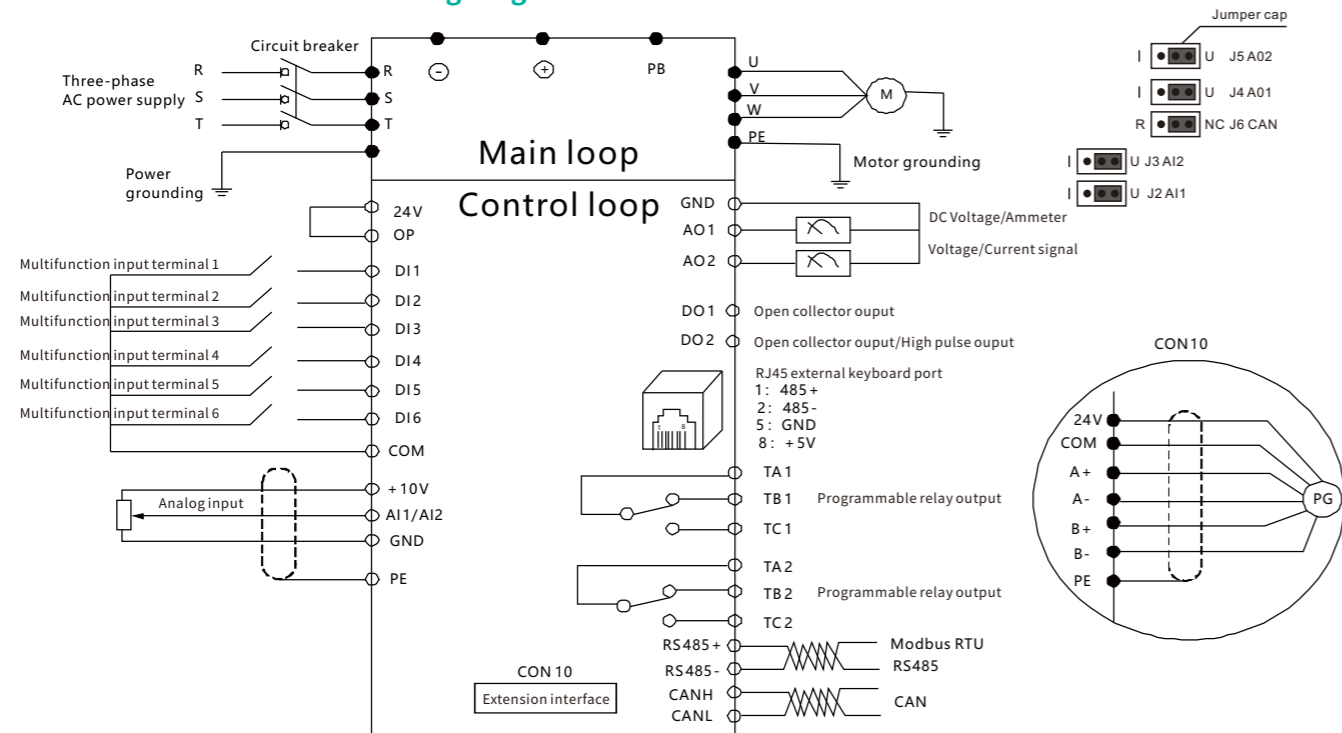 Jumper cap
Circuit breaker
Three-phase
AC power supply
R
S
T
R
S
T
PB
U
V
W
PE
M
Main loop
Power
grounding
Motor grounding
I U J5 A02
I U J4 A01
R NC J6 CAN
I U J3 AI2
I U J2 AI1
Control loop
24V
OP
Multifunction input terminal 1
DI1
Multifunction input terminal 2
DI2
Multifunction input terminal 3
DI3
Multifunction input terminal 4
DI4
Multifunction input terminal 5
DI5
Multifunction input terminal 6
DI6
COM
+10V
Analog input
AI1/AI2
GND
PE
GND
AO1
AO2
DC Voltage/Ammeter
Voltage/Current signal
DO1 Open collector ouput
DO2 Open collector ouput/High pulse ouput
RJ45 external keyboard port
1: 485+
2: 485-
5: GND
8: +5V
1 8
TA1
TB1 Programmable relay output
TC1
TA2
TB2 Programmable relay output
TC2
RS485+ Modbus RTU
RS485- RS485
CANH
CANL
CAN
CON 10
Extension interface
CON10
24V
COM
A+
A-
B+
B-
PE
PG